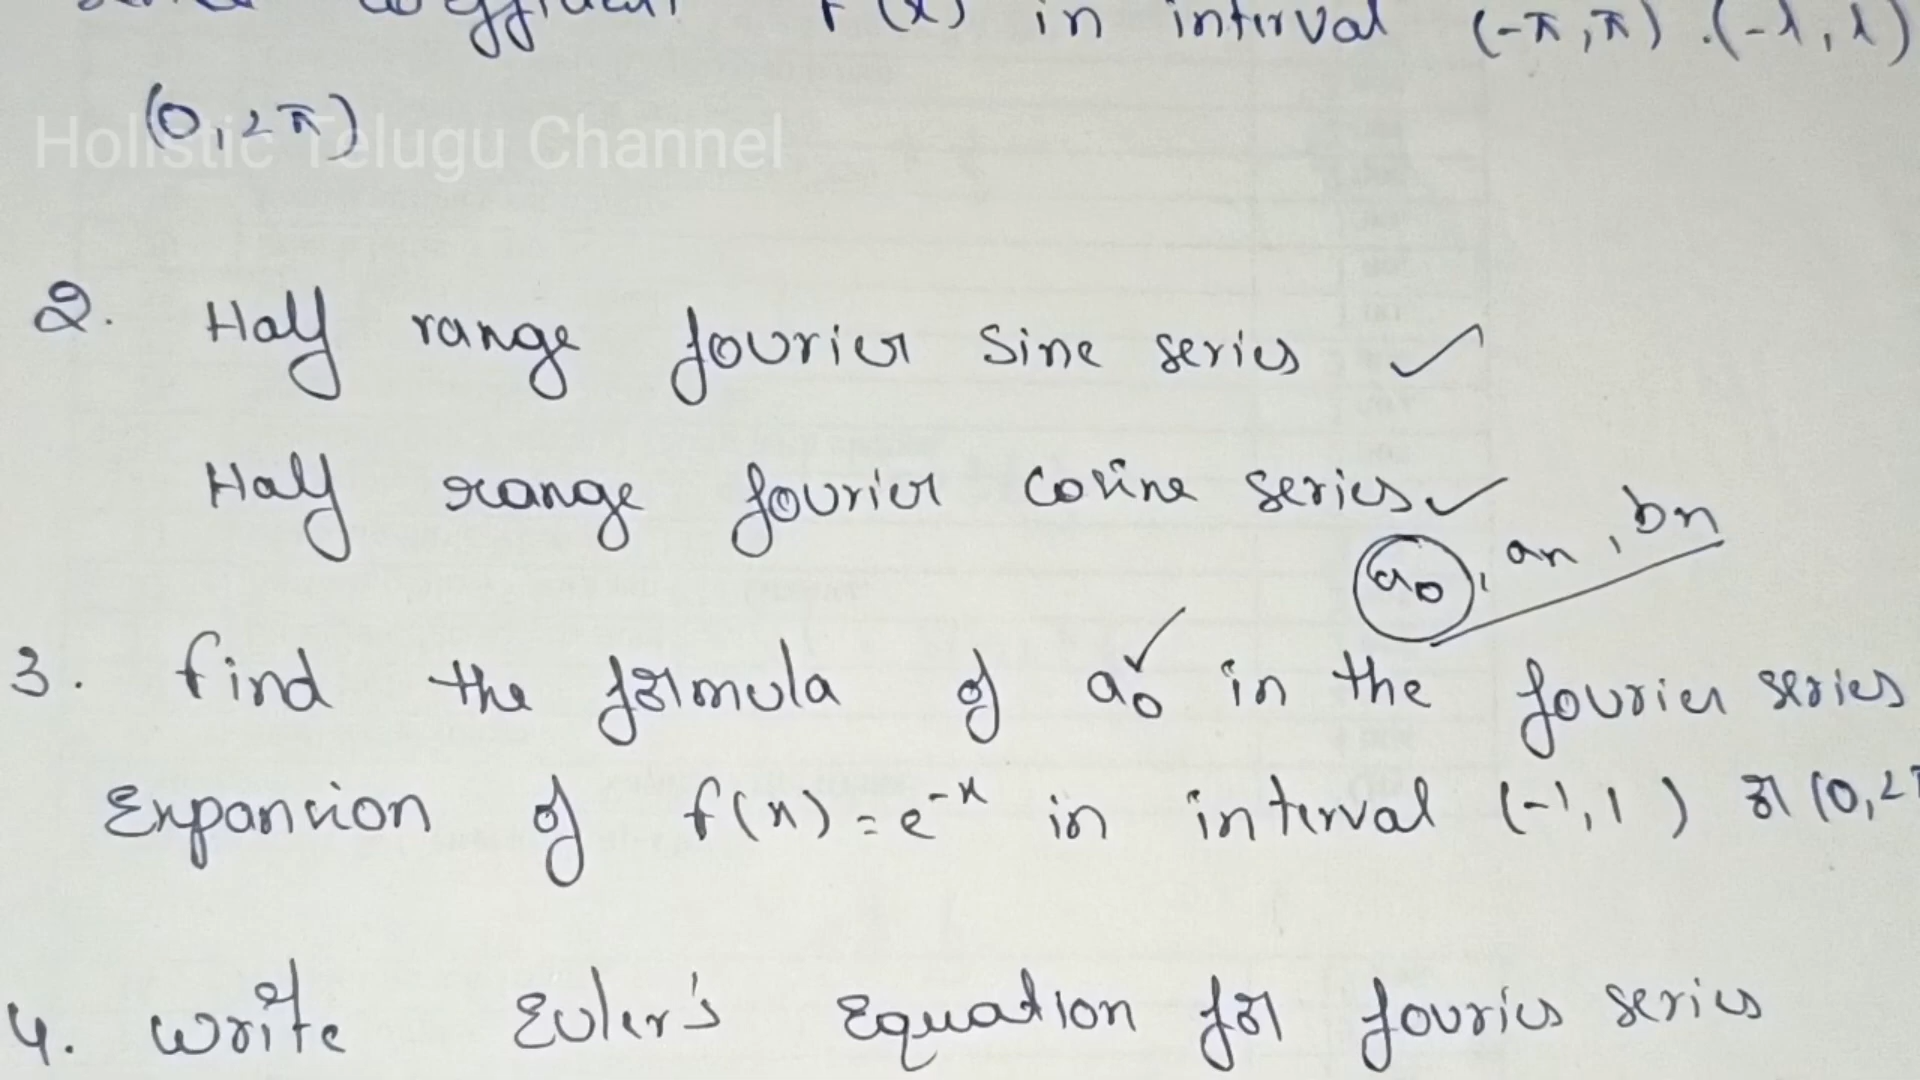 f(x) in interval (-π,π) . (-l, l)
(0, 2π)
Holistic Telugu Channel
2. Half range fourier Sine series ✓
Half range fourier cosine series ✓
a0, an, bn
3. find the formula of a0 ✓ in the fourier series
Expansion of f(x) = e^-x in interval (-1, 1) or (0, 2
4. write Euler's Equation for fourier series